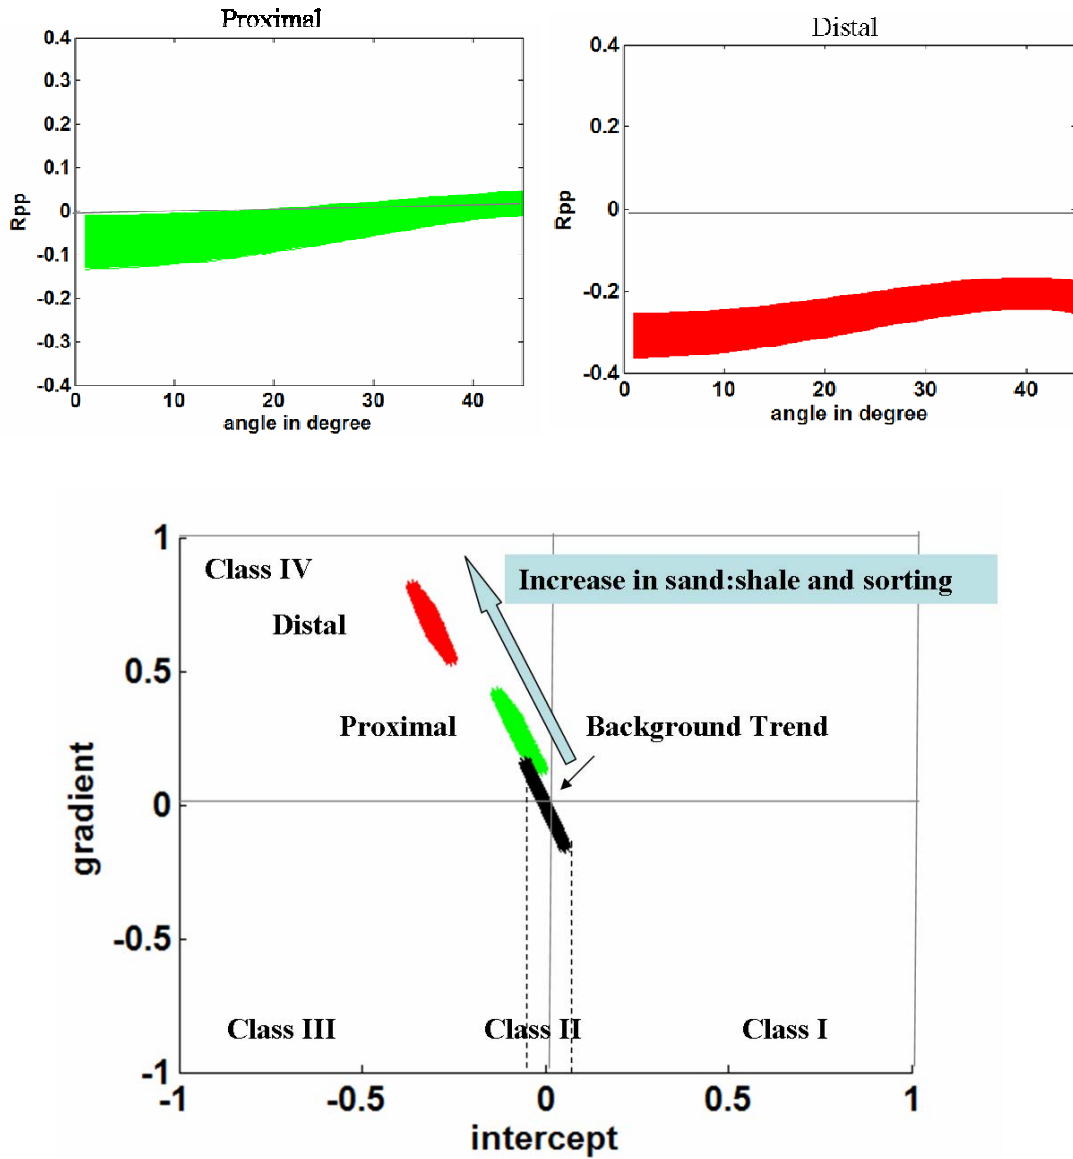 Proximal
0.4
0.3
0.2
0.1
0
-0.1
-0.2
-0.3
-0.4
Rpp
0 10 20 30 40
angle in degree
Distal
0.4
0.2
0
-0.2
-0.4
Rpp
0 10 20 30 40
angle in degree
1
0.5
0
-0.5
-1
gradient
Class IV
Increase in sand:shale and sorting
Distal
Proximal
Background Trend
Class III
Class II
Class I
-1 -0.5 0 0.5 1
intercept